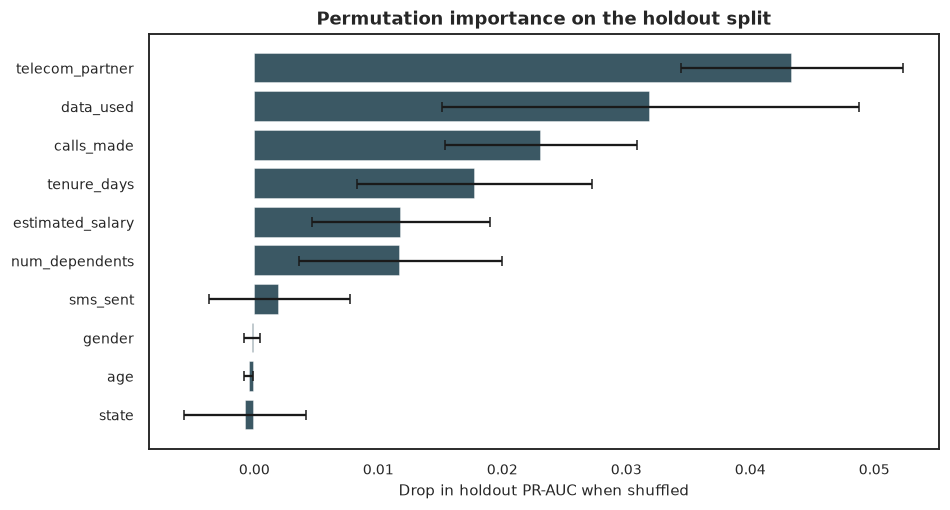 Permutation importance on the holdout split
telecom_partner
data_used
calls_made
tenure_days
estimated_salary
num_dependents
sms_sent
gender
age
state
0.00 0.01 0.02 0.03 0.04 0.05
Drop in holdout PR-AUC when shuffled